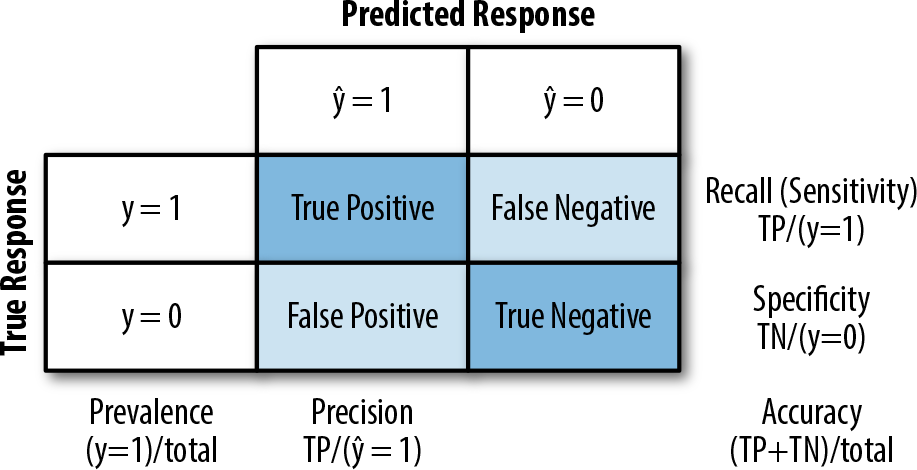 Predicted Response
ŷ = 1
ŷ = 0
True Response
y = 1
True Positive
False Negative
Recall (Sensitivity)
TP/(y=1)
y = 0
False Positive
True Negative
Specificity
TN/(y=0)
Prevalence
(y=1)/total
Precision
TP/(ŷ = 1)
Accuracy
(TP+TN)/total